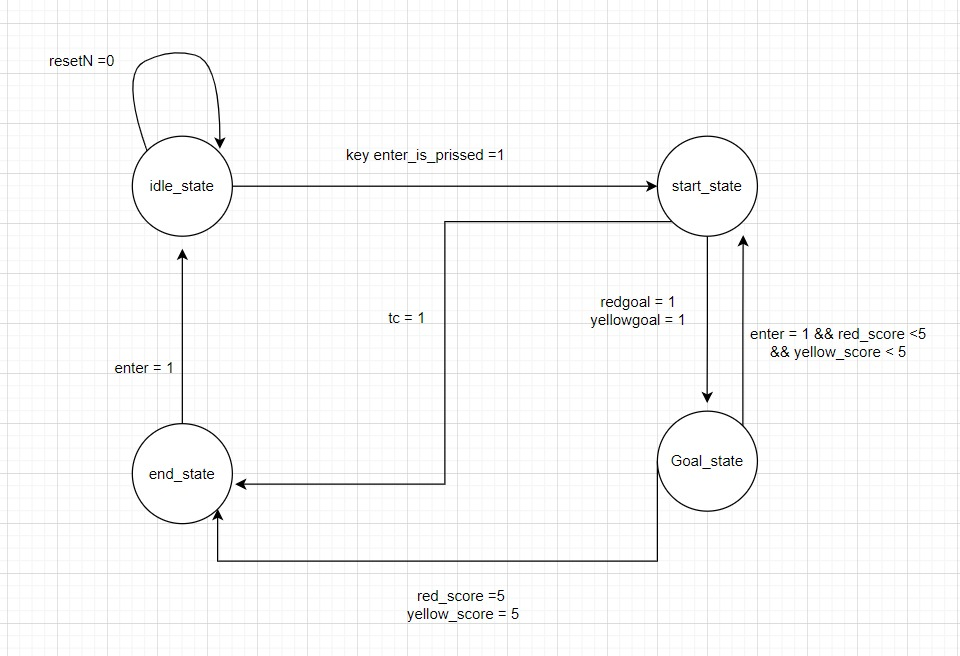 resetN =0
key enter_is_prissed =1
idle_state
start_state
redgoal = 1
yellowgoal = 1
tc = 1
enter = 1 && red_score <5
&& yellow_score < 5
enter = 1
Goal_state
end_state
red_score =5
yellow_score = 5